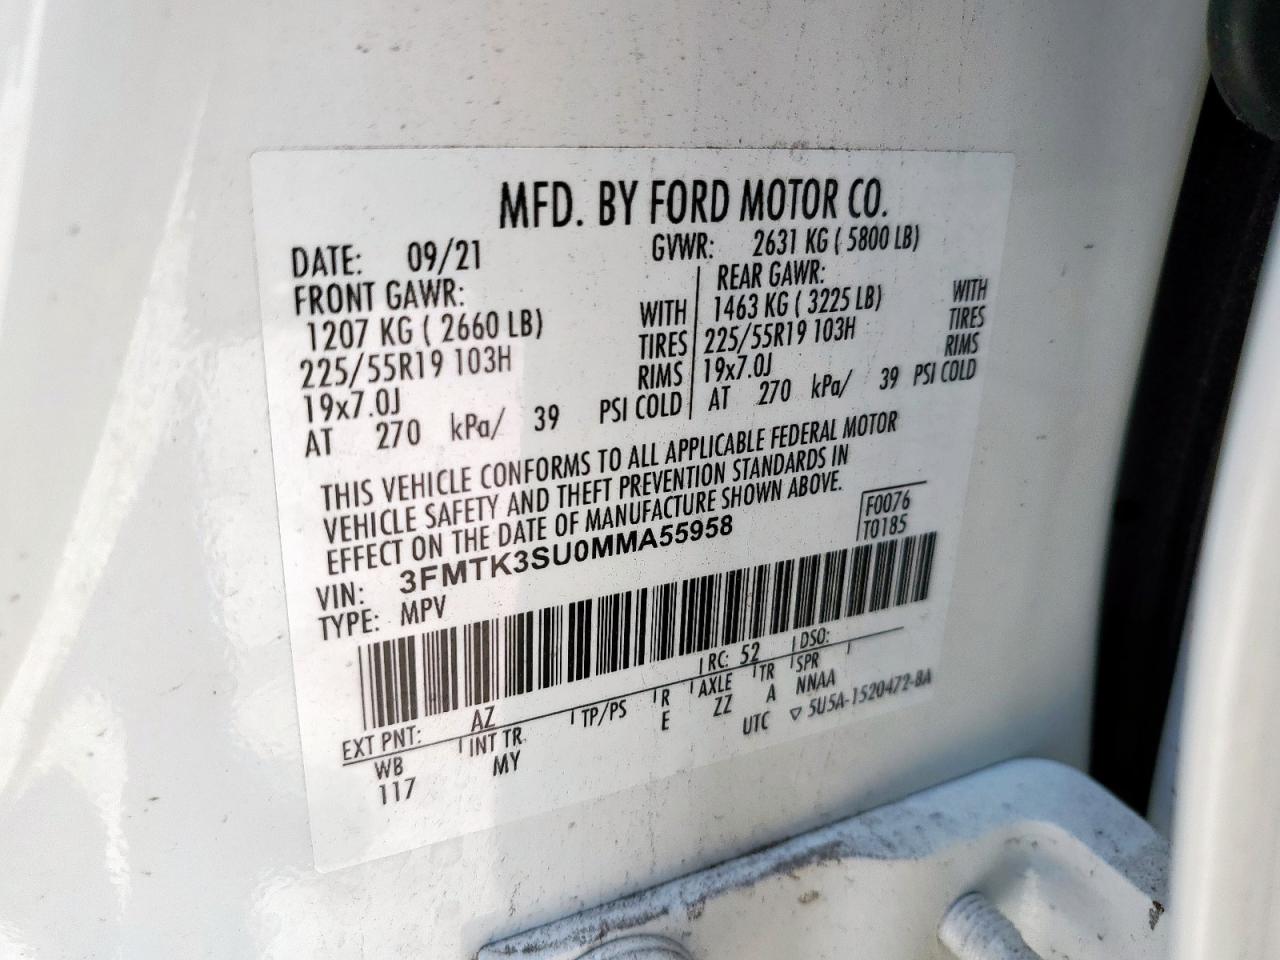 MFD. BY FORD MOTOR CO.
DATE: 09/21 GVWR: 2631 KG ( 5800 LB)
FRONT GAWR: REAR GAWR:
1207 KG ( 2660 LB) WITH 1463 KG ( 3225 LB) WITH
225/55R19 103H TIRES 225/55R19 103H TIRES
19x7.0J RIMS 19x7.0J RIMS
AT 270 kPa/ 39 PSI COLD AT 270 kPa/ 39 PSI COLD
THIS VEHICLE CONFORMS TO ALL APPLICABLE FEDERAL MOTOR
VEHICLE SAFETY AND THEFT PREVENTION STANDARDS IN
EFFECT ON THE DATE OF MANUFACTURE SHOWN ABOVE.
F0076
T0185
VIN: 3FMTK3SU0MMA55958
TYPE: MPV
EXT PNT: AZ RC: 52 DSO:
WB INT TR TP/PS R AXLE TR SPR
117 MY E ZZ A NNAA
UTC ▽ 5U5A-1520472-BA